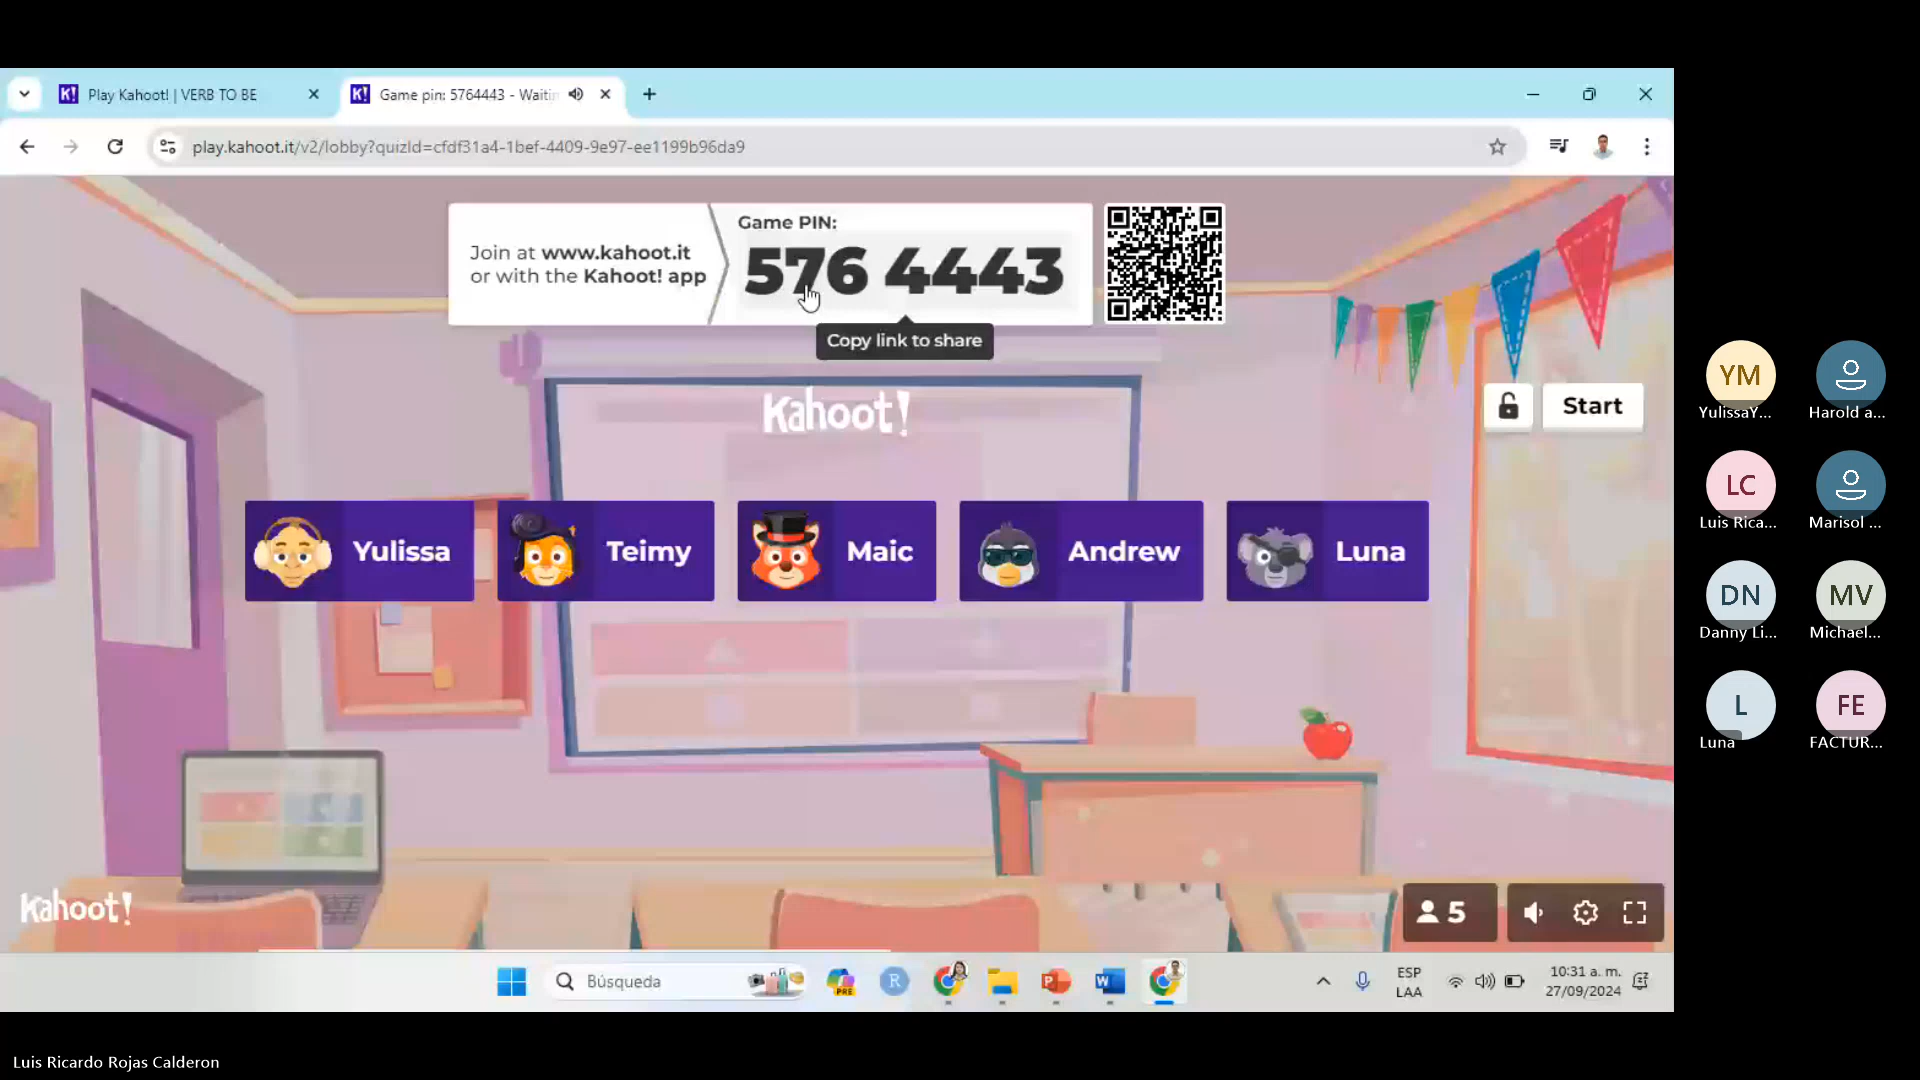 Play Kahoot! | VERB TO BE
Game pin: 5764443 - Waitin
play.kahoot.it/v2/lobby?quizId=cfdf31a4-1bef-4409-9e97-ee1199b96da9
Join at www.kahoot.it
or with the Kahoot! app
Game PIN:
576 4443
Copy link to share
Kahoot!
Start
Yulissa
Teimy
Maic
Andrew
Luna
Kahoot!
5
Búsqueda
PRE
R
ESP
LAA
10:31 a. m.
27/09/2024
YM
YulissaY...
Harold a...
LC
Luis Rica...
Marisol ...
DN
Danny Li...
MV
Michael...
L
Luna
FE
FACTUR...
Luis Ricardo Rojas Calderon